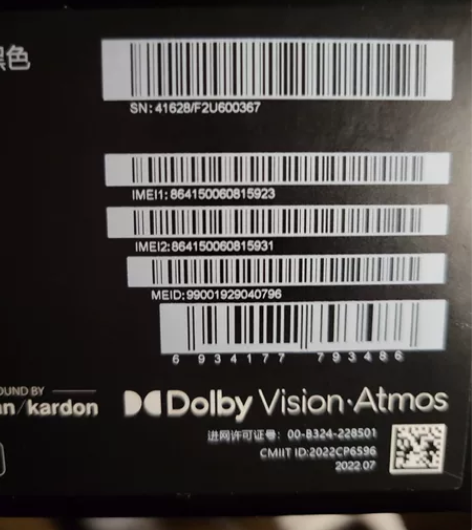 黑色
SN: 41628/F2U600367
IMEI1: 864150060815923
IMEI2:864150060815931
MEID:99001929040796
6 934177 793486
OUND BY
an/kardon
Dolby Vision·Atmos
进网许可证号: 00-B324-228501
CMIIT ID:2022CP6596
2022.07